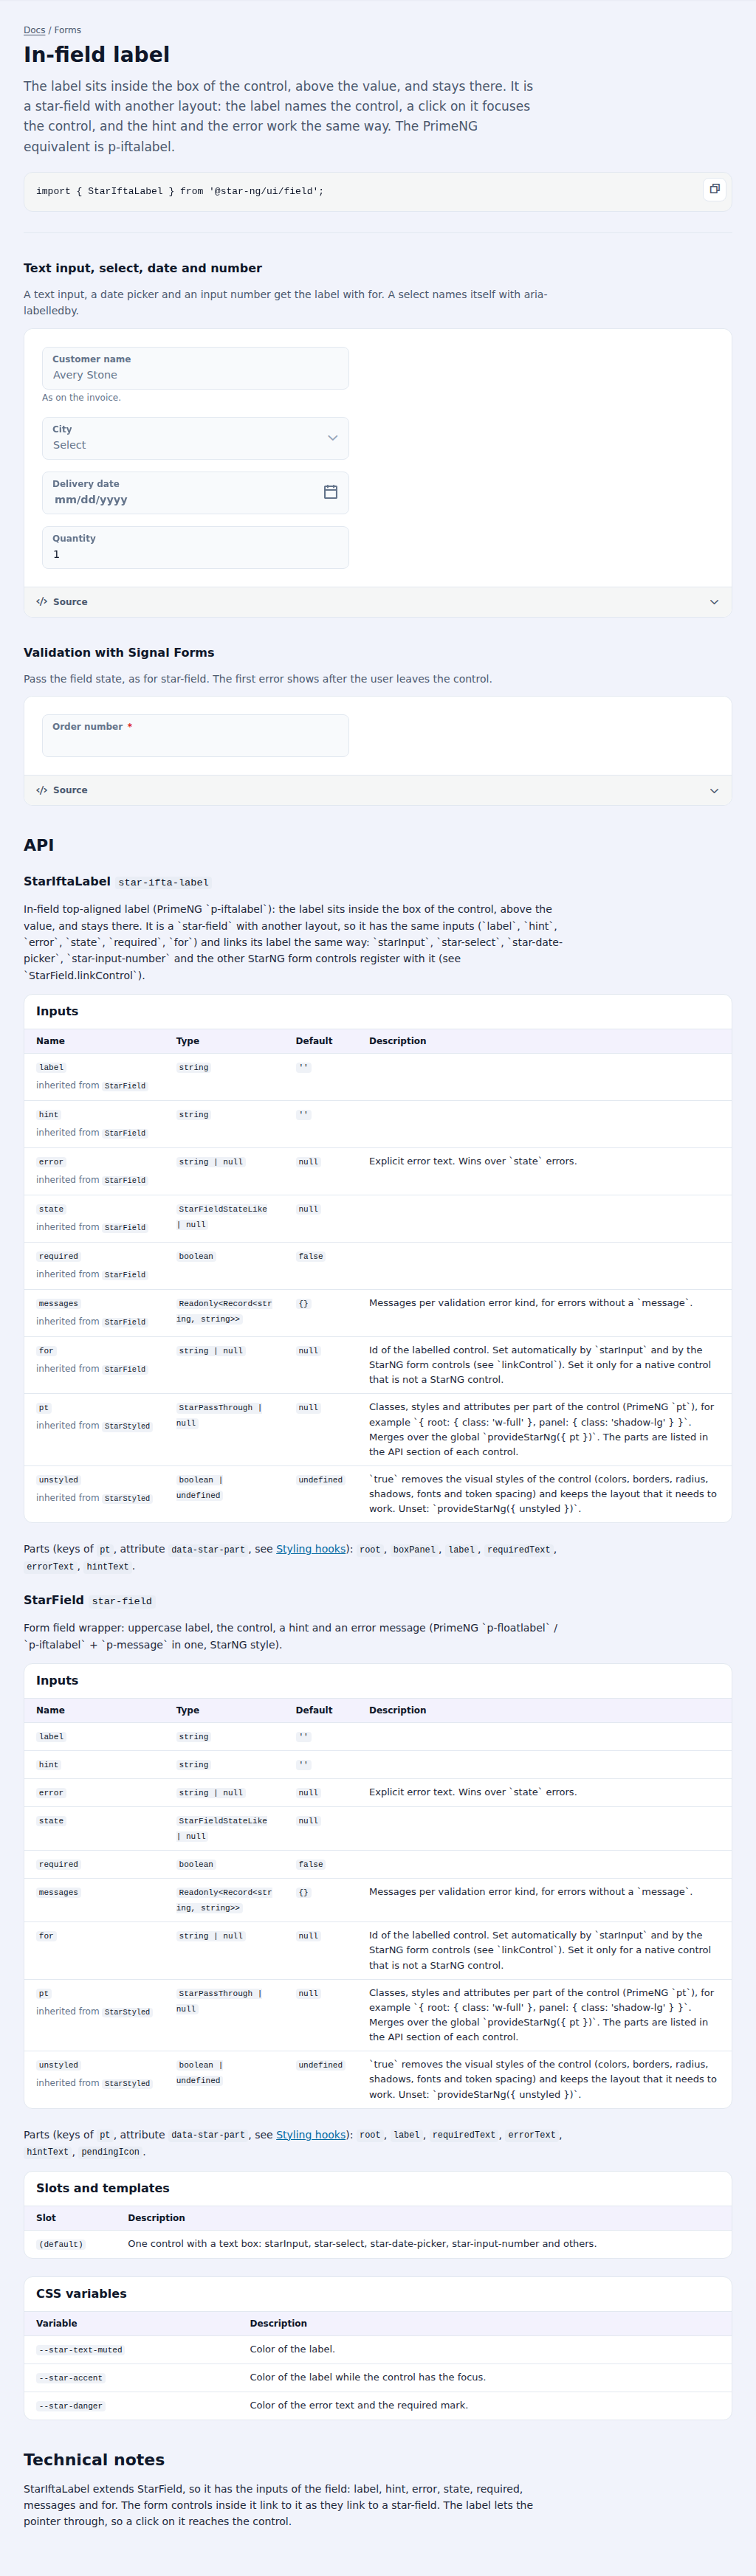 Docs / Forms
In-field label
The label sits inside the box of the control, above the value, and stays there. It is
a star-field with another layout: the label names the control, a click on it focuses
the control, and the hint and the error work the same way. The PrimeNG
equivalent is p-iftalabel.
import { StarIftaLabel } from '@star-ng/ui/field';
Text input, select, date and number
A text input, a date picker and an input number get the label with for. A select names itself with aria-
labelledby.
Customer name
Avery Stone
As on the invoice.
City
Select
Delivery date
mm/dd/yyyy
Quantity
1
Source
Validation with Signal Forms
Pass the field state, as for star-field. The first error shows after the user leaves the control.
Order number *
Source
API
StarIftaLabel star-ifta-label
In-field top-aligned label (PrimeNG `p-iftalabel`): the label sits inside the box of the control, above the
value, and stays there. It is a `star-field` with another layout, so it has the same inputs (`label`, `hint`,
`error`, `state`, `required`, `for`) and links its label the same way: `starInput`, `star-select`, `star-date-
picker`, `star-input-number` and the other StarNG form controls register with it (see
`StarField.linkControl`).
Inputs
Name Type Default Description
label string ''
inherited from StarField
hint string ''
inherited from StarField
error string | null null Explicit error text. Wins over `state` errors.
inherited from StarField
state StarFieldStateLike null
inherited from StarField | null
required boolean false
inherited from StarField
messages Readonly<Record<str {} Messages per validation error kind, for errors without a `message`.
inherited from StarField ing, string>>
for string | null null Id of the labelled control. Set automatically by `starInput` and by the
inherited from StarField StarNG form controls (see `linkControl`). Set it only for a native control
that is not a StarNG control.
pt StarPassThrough | null Classes, styles and attributes per part of the control (PrimeNG `pt`), for
inherited from StarStyled null example `{ root: { class: 'w-full' }, panel: { class: 'shadow-lg' } }`.
Merges over the global `provideStarNg({ pt })`. The parts are listed in
the API section of each control.
unstyled boolean | undefined `true` removes the visual styles of the control (colors, borders, radius,
inherited from StarStyled undefined shadows, fonts and token spacing) and keeps the layout that it needs to
work. Unset: `provideStarNg({ unstyled })`.
Parts (keys of pt, attribute data-star-part, see Styling hooks): root, boxPanel, label, requiredText,
errorText, hintText.
StarField star-field
Form field wrapper: uppercase label, the control, a hint and an error message (PrimeNG `p-floatlabel` /
`p-iftalabel` + `p-message` in one, StarNG style).
Inputs
Name Type Default Description
label string ''
hint string ''
error string | null null Explicit error text. Wins over `state` errors.
state StarFieldStateLike null
| null
required boolean false
messages Readonly<Record<str {} Messages per validation error kind, for errors without a `message`.
ing, string>>
for string | null null Id of the labelled control. Set automatically by `starInput` and by the
StarNG form controls (see `linkControl`). Set it only for a native control
that is not a StarNG control.
pt StarPassThrough | null Classes, styles and attributes per part of the control (PrimeNG `pt`), for
inherited from StarStyled null example `{ root: { class: 'w-full' }, panel: { class: 'shadow-lg' } }`.
Merges over the global `provideStarNg({ pt })`. The parts are listed in
the API section of each control.
unstyled boolean | undefined `true` removes the visual styles of the control (colors, borders, radius,
inherited from StarStyled undefined shadows, fonts and token spacing) and keeps the layout that it needs to
work. Unset: `provideStarNg({ unstyled })`.
Parts (keys of pt, attribute data-star-part, see Styling hooks): root, label, requiredText, errorText,
hintText, pendingIcon.
Slots and templates
Slot Description
(default) One control with a text box: starInput, star-select, star-date-picker, star-input-number and others.
CSS variables
Variable Description
--star-text-muted Color of the label.
--star-accent Color of the label while the control has the focus.
--star-danger Color of the error text and the required mark.
Technical notes
StarIftaLabel extends StarField, so it has the inputs of the field: label, hint, error, state, required,
messages and for. The form controls inside it link to it as they link to a star-field. The label lets the
pointer through, so a click on it reaches the control.